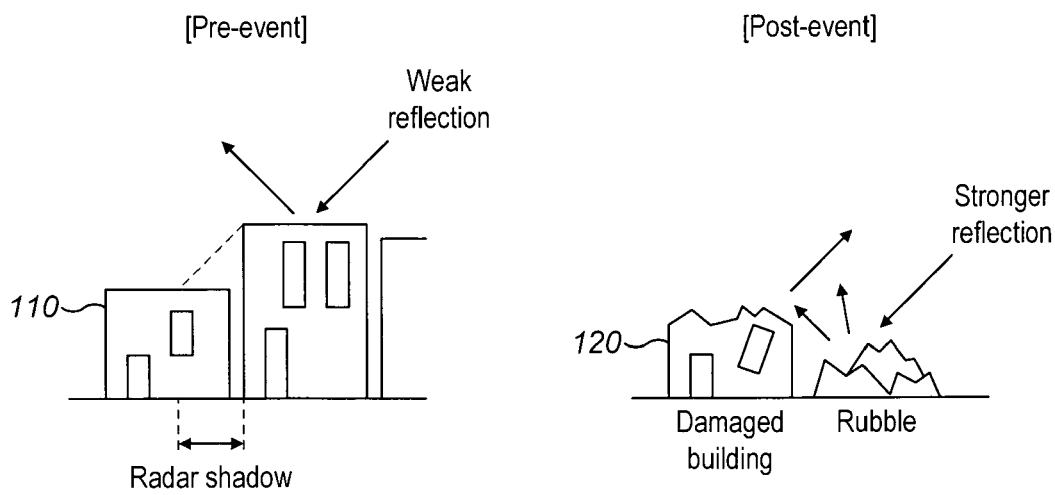 [Pre-event]
Weak
reflection
110
Radar shadow
[Post-event]
Stronger
reflection
120
Damaged
building
Rubble